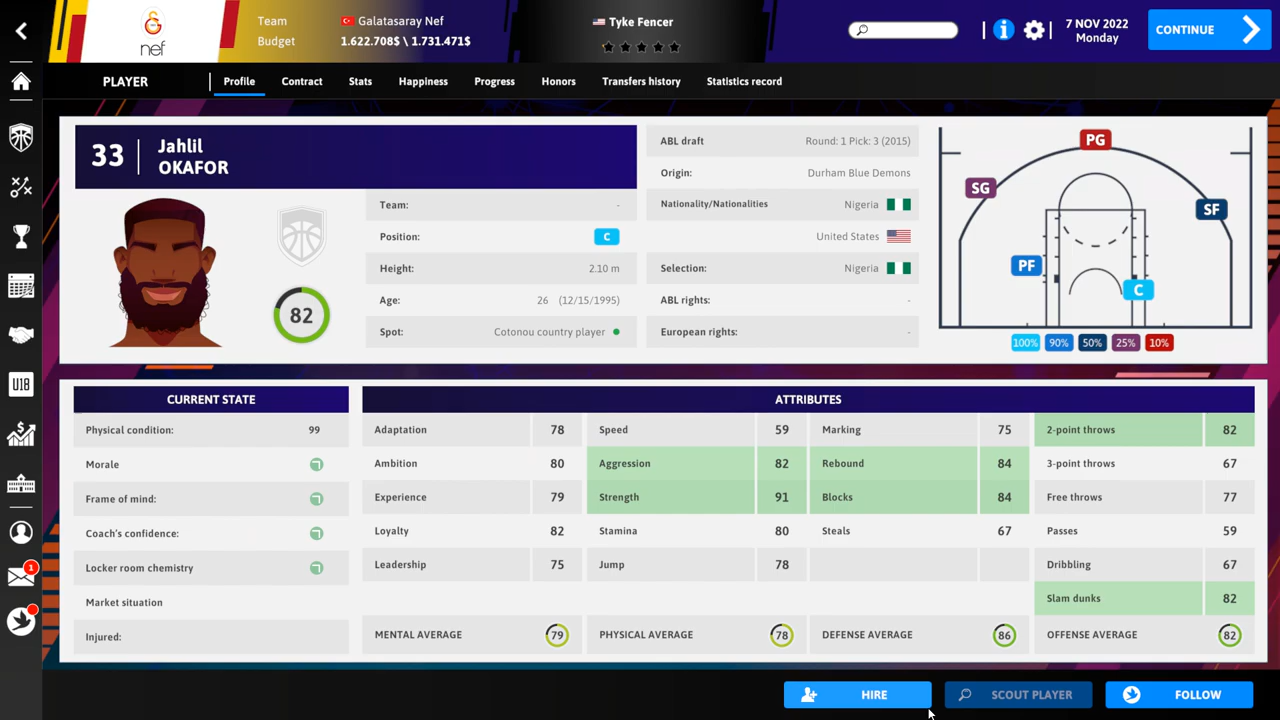 Team
Galatasaray Nef
Budget
1.622.708$ \ 1.731.471$
nef
Tyke Fencer
7 NOV 2022
Monday
CONTINUE
PLAYER
Profile
Contract
Stats
Happiness
Progress
Honors
Transfers history
Statistics record
33
Jahlil
OKAFOR
82
Team: -
Position: C
Height: 2.10 m
Age: 26 (12/15/1995)
Spot: Cotonou country player
ABL draft Round: 1 Pick: 3 (2015)
Origin: Durham Blue Demons
Nationality/Nationalities Nigeria
United States
Selection: Nigeria
ABL rights: -
European rights: -
PG
SG
SF
PF
C
100% 90% 50% 25% 10%
U18
1
CURRENT STATE
Physical condition: 99
Morale
Frame of mind:
Coach's confidence:
Locker room chemistry
Market situation
Injured:
ATTRIBUTES
Adaptation 78 Speed 59 Marking 75 2-point throws 82
Ambition 80 Aggression 82 Rebound 84 3-point throws 67
Experience 79 Strength 91 Blocks 84 Free throws 77
Loyalty 82 Stamina 80 Steals 67 Passes 59
Leadership 75 Jump 78 Dribbling 67
Slam dunks 82
MENTAL AVERAGE 79 PHYSICAL AVERAGE 78 DEFENSE AVERAGE 86 OFFENSE AVERAGE 82
HIRE
SCOUT PLAYER
FOLLOW